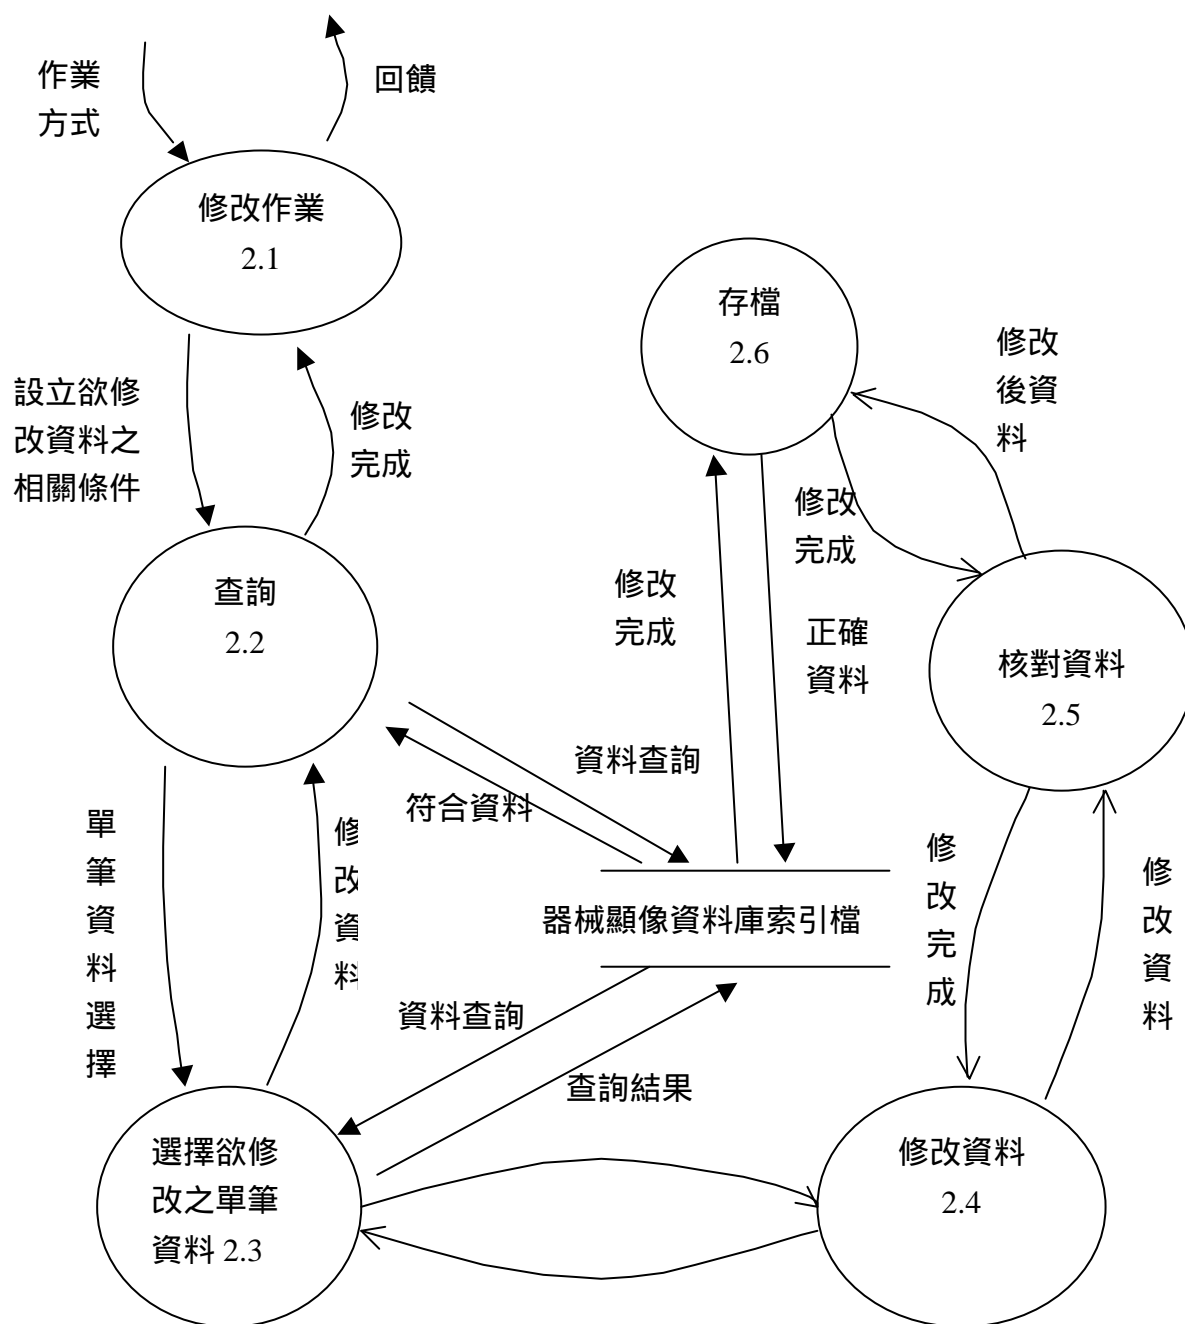 作業
方式
回饋
修改作業
2.1
設立欲修
改資料之
相關條件
修改
完成
查詢
2.2
單
筆
資
料
選
擇
修
改
資
料
選擇欲修
改之單筆
資料 2.3
資料查詢
符合資料
器械顯像資料庫索引檔
資料查詢
查詢結果
存檔
2.6
修改
完成
正確
資料
修改
完成
修改
後資
料
核對資料
2.5
修
改
完
成
修
改
資
料
修改資料
2.4